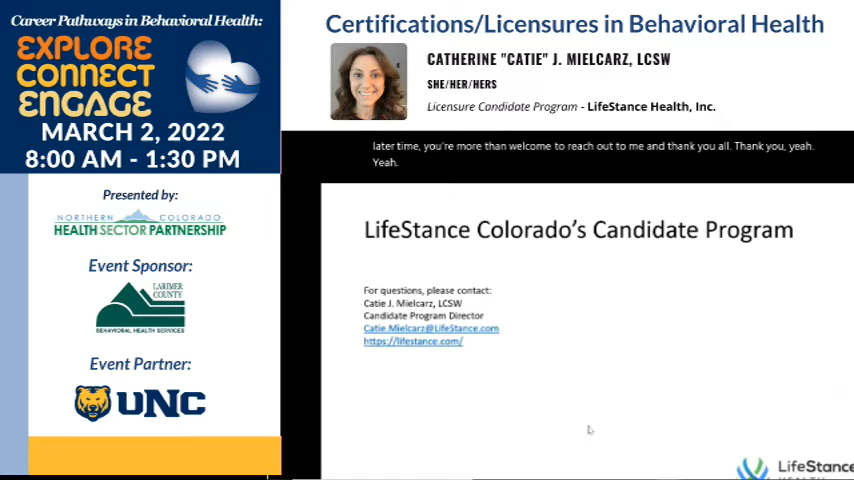 Career Pathways in Behavioral Health:
EXPLORE
CONNECT
ENGAGE
MARCH 2, 2022
8:00 AM - 1:30 PM
Presented by:
NORTHERN COLORADO
HEALTH SECTOR PARTNERSHIP
Event Sponsor:
LARIMER
COUNTY
BEHAVIORAL HEALTH SERVICES
Event Partner:
UNC
Certifications/Licensures in Behavioral Health
CATHERINE "CATIE" J. MIELCARZ, LCSW
SHE/HER/HERS
Licensure Candidate Program - LifeStance Health, Inc.
later time, you're more than welcome to reach out to me and thank you all. Thank you, yeah.
Yeah.
LifeStance Colorado's Candidate Program
For questions, please contact:
Catie J. Mielcarz, LCSW
Candidate Program Director
Catie.Mielcarz@LifeStance.com
https://lifestance.com/
LifeStance